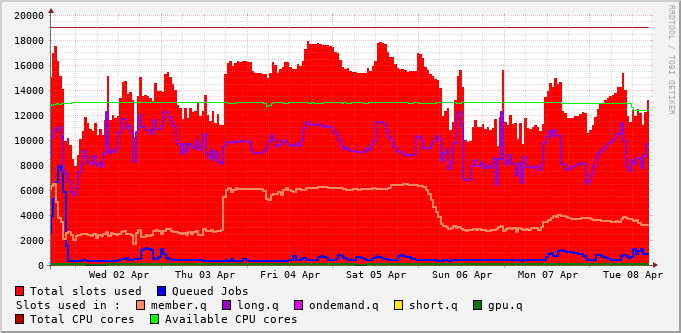 20000
18000
16000
14000
12000
10000
8000
6000
4000
2000
0
Wed 02 Apr Thu 03 Apr Fri 04 Apr Sat 05 Apr Sun 06 Apr Mon 07 Apr Tue 08 Apr
Total slots used Queued Jobs
Slots used in : member.q long.q ondemand.q short.q gpu.q
Total CPU cores Available CPU cores
RRDTOOL / TOBI OETIKER